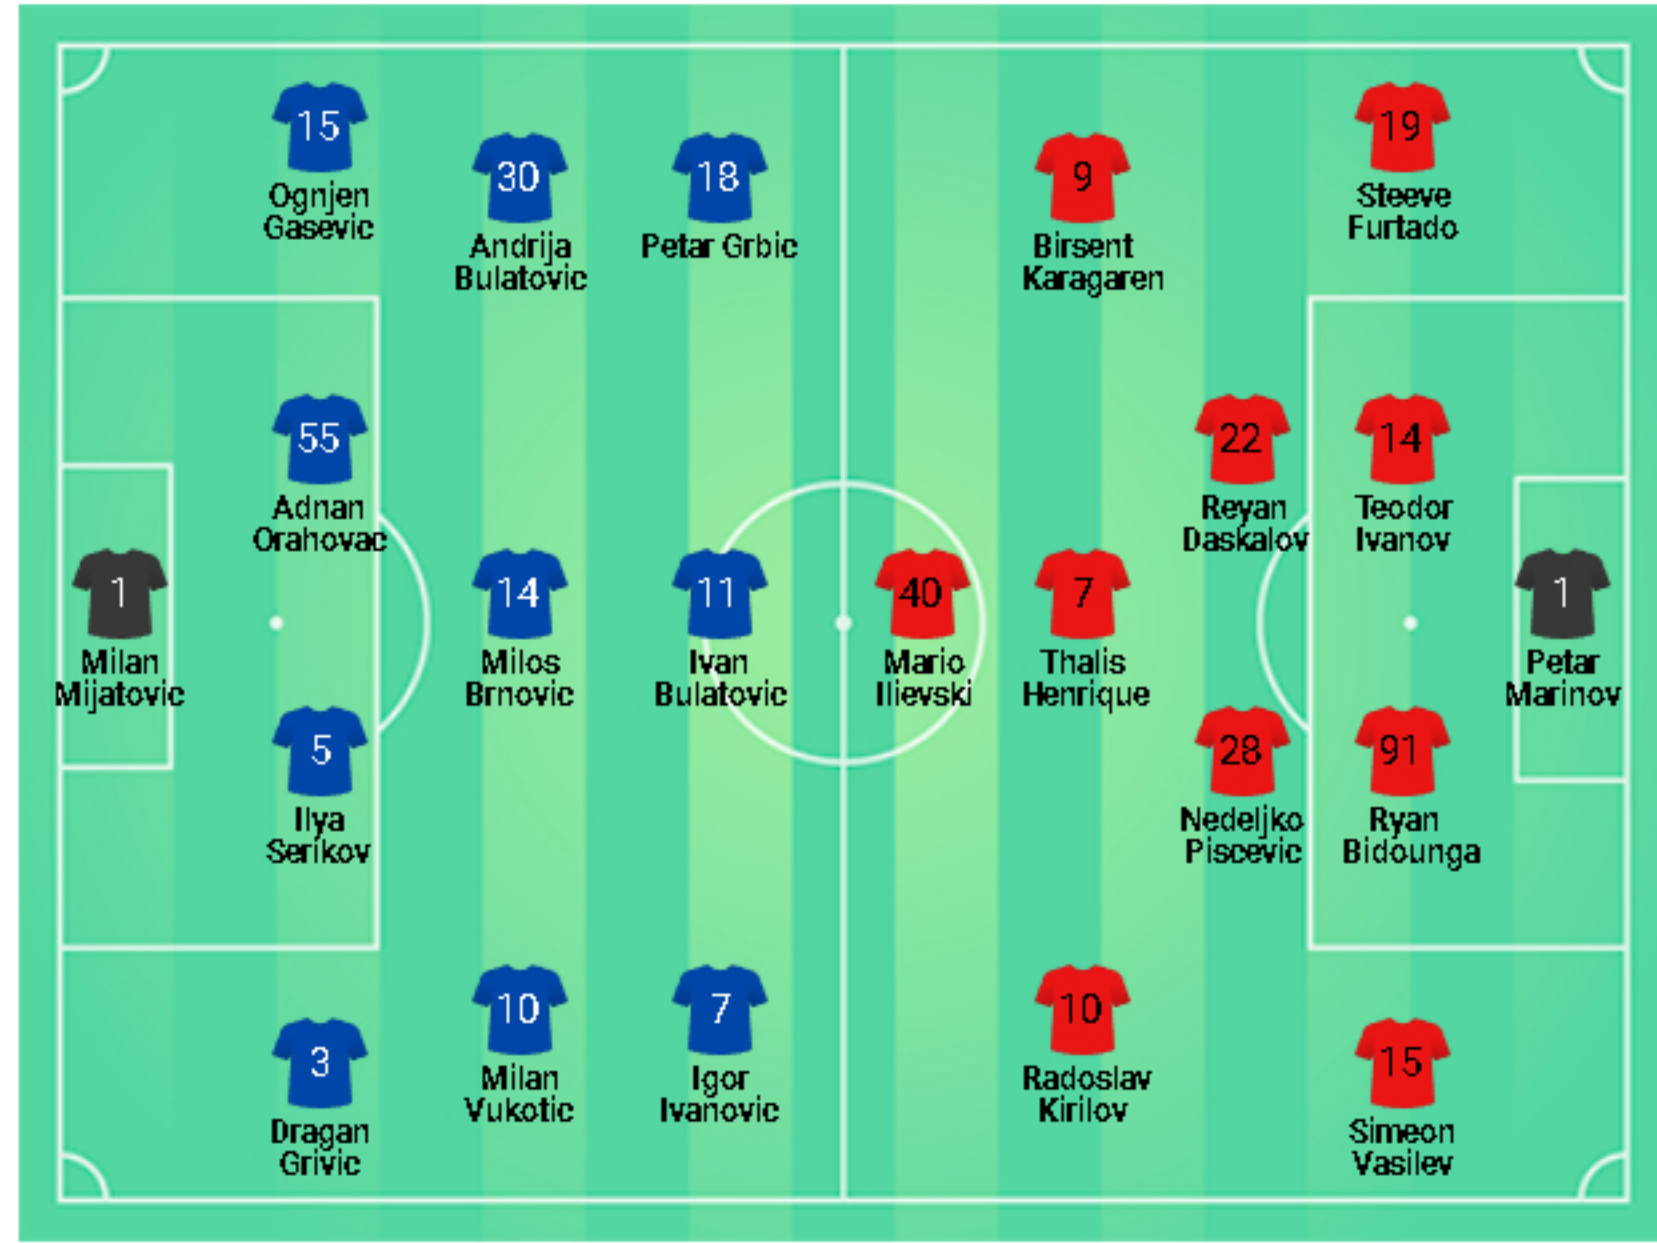 15
Ognjen
Gasevic
30
Andrija
Bulatovic
18
Petar Grbic
9
Birsent
Karagaren
19
Steeve
Furtado
55
Adnan
Orahovac
22
Reyan
Daskalov
14
Teodor
Ivanov
1
Milan
Mijatovic
14
Milos
Brnovic
11
Ivan
Bulatovic
40
Mario
Ilievski
7
Thalis
Henrique
1
Petar
Marinov
5
Ilya
Serikov
28
Nedeljko
Piscevic
91
Ryan
Bidounga
3
Dragan
Grivic
10
Milan
Vukotic
7
Igor
Ivanovic
10
Radoslav
Kirilov
15
Simeon
Vasilev